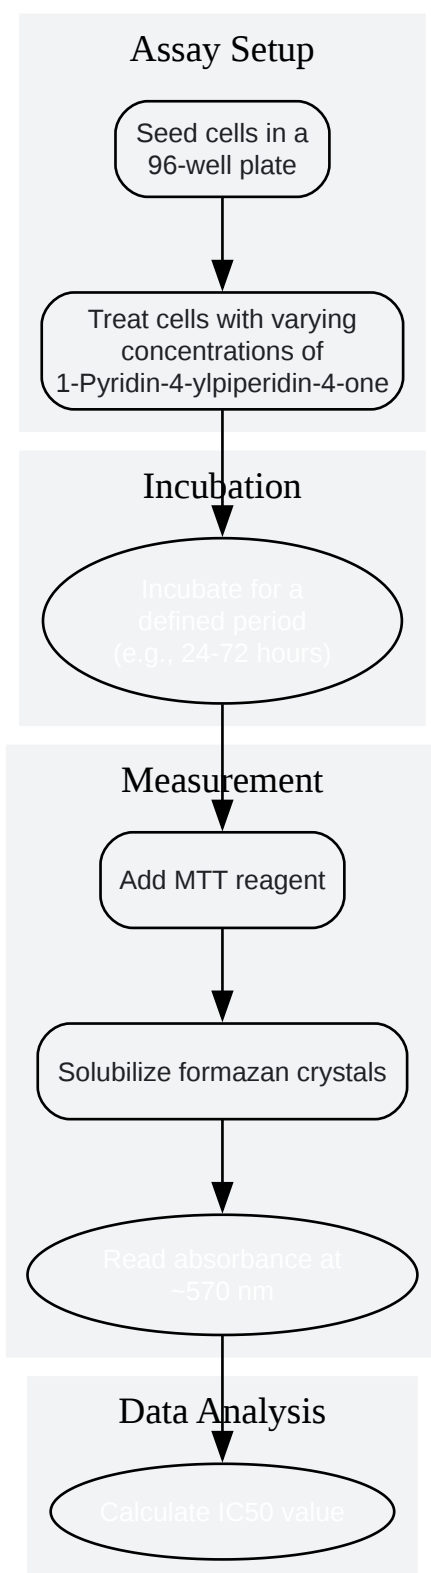 Assay Setup
Seed cells in a
96-well plate
Treat cells with varying
concentrations of
1-Pyridin-4-ylpiperidin-4-one
Incubation
Incubate for a
defined period
(e.g., 24-72 hours)
Measurement
Add MTT reagent
Solubilize formazan crystals
Read absorbance at
~570 nm
Data Analysis
Calculate IC50 value